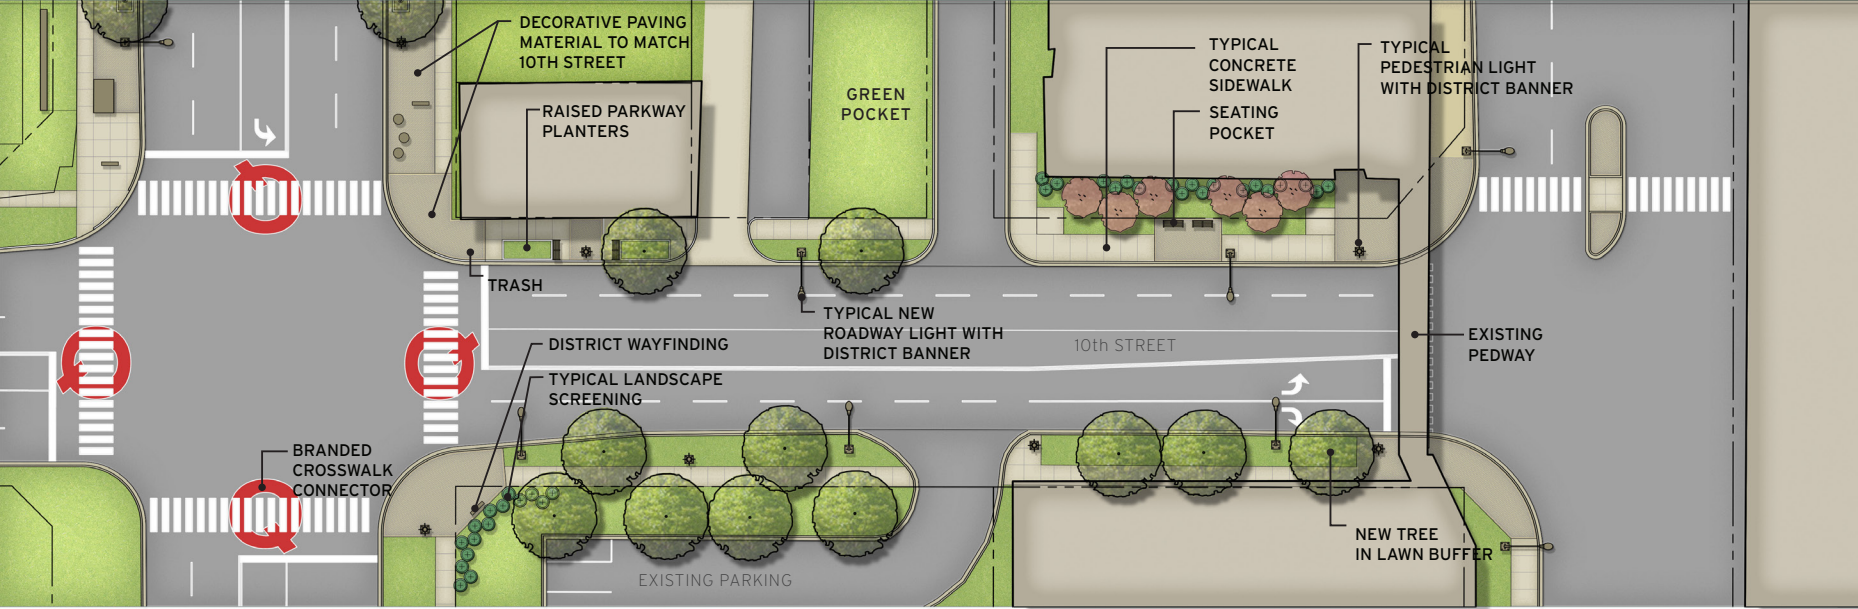 DECORATIVE PAVING
MATERIAL TO MATCH
10TH STREET
RAISED PARKWAY
PLANTERS
GREEN
POCKET
TYPICAL
CONCRETE
SIDEWALK
SEATING
POCKET
TYPICAL
PEDESTRIAN LIGHT
WITH DISTRICT BANNER
TRASH
TYPICAL NEW
ROADWAY LIGHT WITH
DISTRICT BANNER
10th STREET
EXISTING
PEDWAY
DISTRICT WAYFINDING
TYPICAL LANDSCAPE
SCREENING
BRANDED
CROSSWALK
CONNECTOR
NEW TREE
IN LAWN BUFFER
EXISTING PARKING